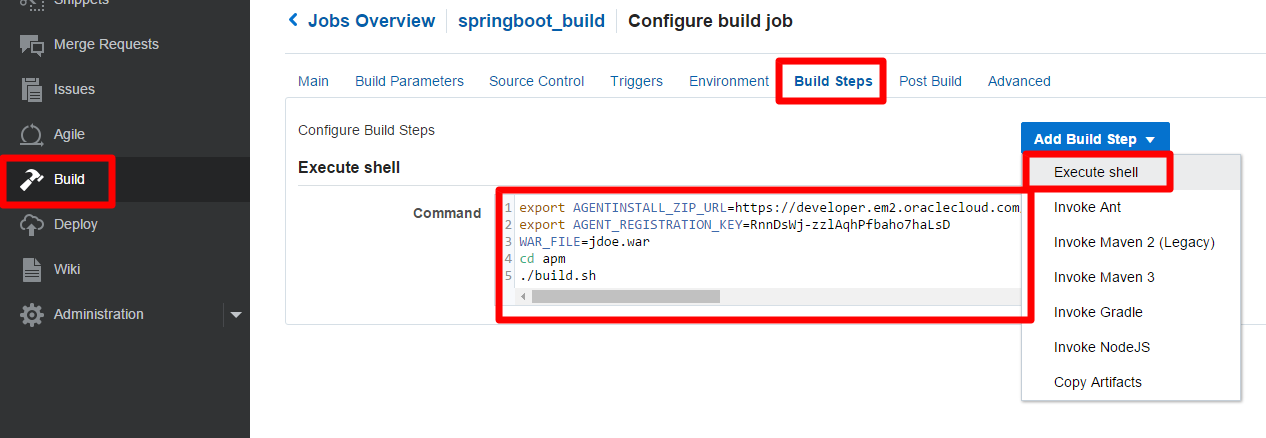 Snippets
Merge Requests
Issues
Agile
Build
Deploy
Wiki
Administration
Jobs Overview springboot_build Configure build job
Main Build Parameters Source Control Triggers Environment Build Steps Post Build Advanced
Configure Build Steps
Add Build Step
Execute shell
Command
1 export AGENTINSTALL_ZIP_URL=https://developer.em2.oraclecloud.com
2 export AGENT_REGISTRATION_KEY=RnnDsWj-zzlAqhPfbaho7haLsD
3 WAR_FILE=jdoe.war
4 cd apm
5 ./build.sh
Execute shell
Invoke Ant
Invoke Maven 2 (Legacy)
Invoke Maven 3
Invoke Gradle
Invoke NodeJS
Copy Artifacts